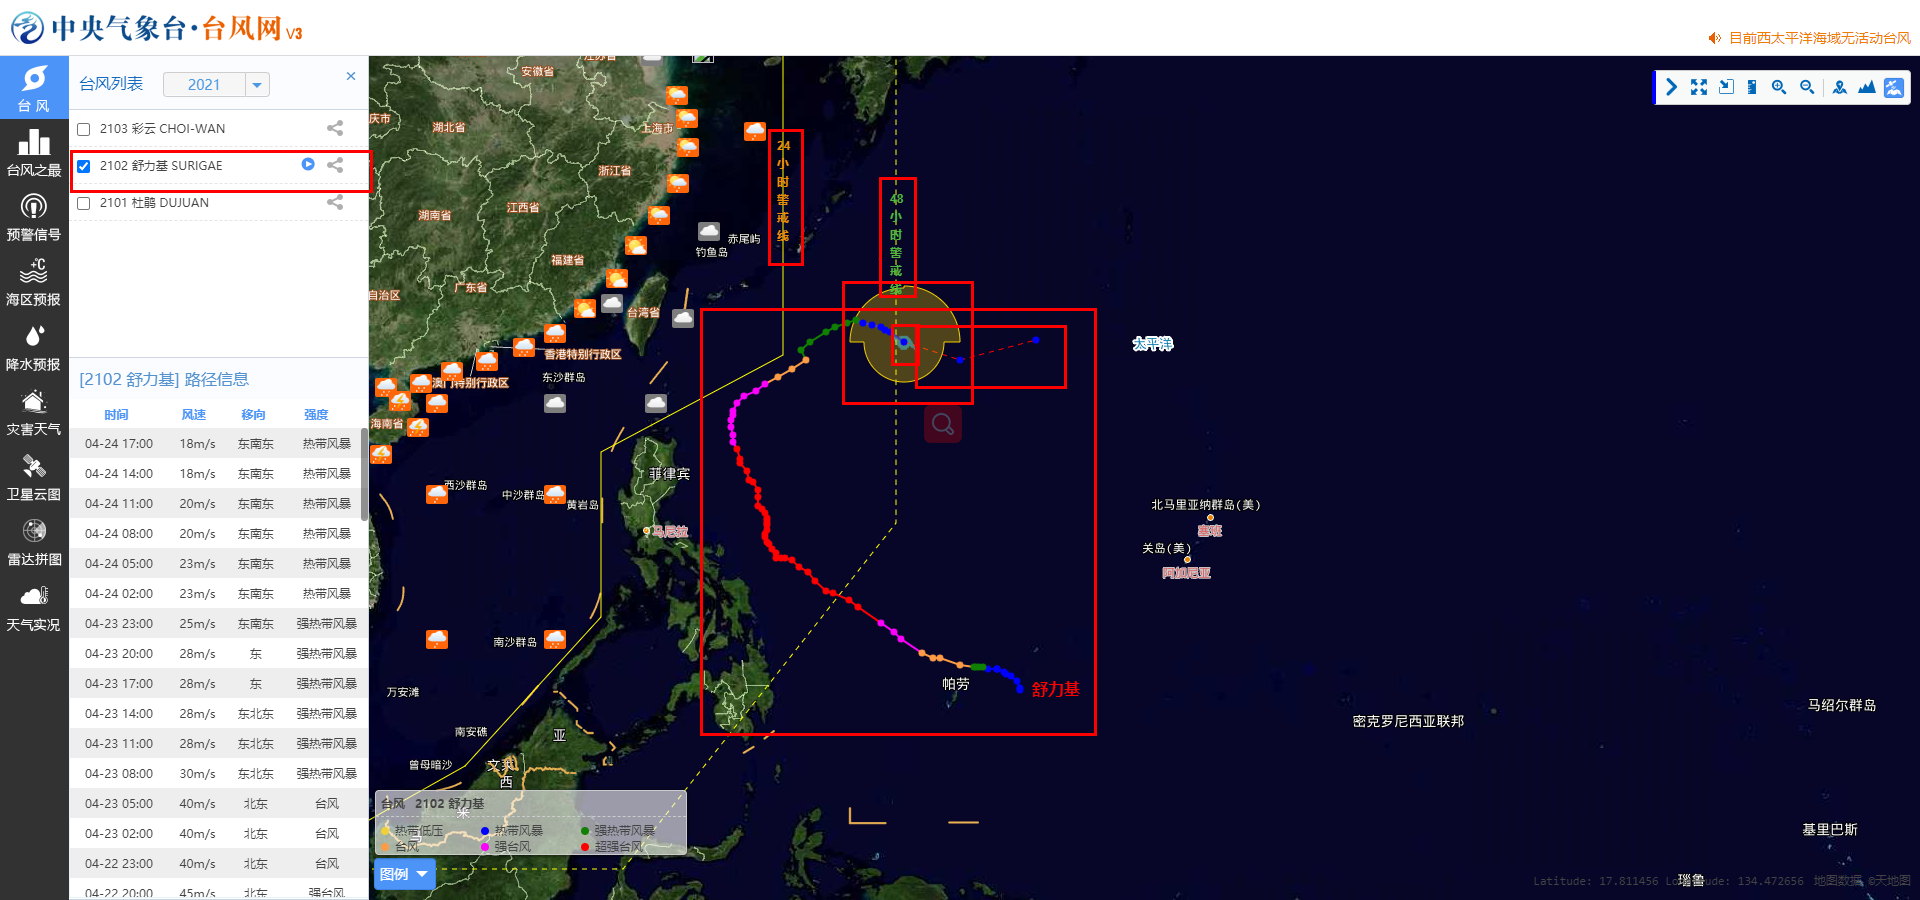 中央气象台·台风网 V3
目前西太平洋海域无活动台风
台风
台风之最
预警信号
海区预报
降水预报
灾害天气
卫星云图
雷达拼图
天气实况
台风列表 2021 ×
2103 彩云 CHOI-WAN
2102 舒力基 SURIGAE
2101 杜鹃 DUJUAN
[2102 舒力基] 路径信息
时间 风速 移向 强度
04-24 17:00 18m/s 东南东 热带风暴
04-24 14:00 18m/s 东南东 热带风暴
04-24 11:00 20m/s 东南东 热带风暴
04-24 08:00 20m/s 东南东 热带风暴
04-24 05:00 23m/s 东南东 热带风暴
04-24 02:00 23m/s 东南东 热带风暴
04-23 23:00 25m/s 东南东 强热带风暴
04-23 20:00 28m/s 东 强热带风暴
04-23 17:00 28m/s 东 强热带风暴
04-23 14:00 28m/s 东北东 强热带风暴
04-23 11:00 28m/s 东北东 强热带风暴
04-23 08:00 30m/s 东北东 强热带风暴
04-23 05:00 40m/s 北东 台风
04-23 02:00 40m/s 北东 台风
04-22 23:00 40m/s 北东 台风
04-22 20:00 45m/s 北东 强台风
江苏省
安徽省
庆市
湖北省
上海市
浙江省
湖南省
江西省
福建省
自治区
广东省
台湾省
香港特别行政区
澳门特别行政区
海南省
钓鱼岛
赤尾屿
东沙群岛
西沙群岛
中沙群岛
黄岩岛
南沙群岛
万安滩
南安礁
曾母暗沙
24小时警戒线
48小时警戒线
太平洋
菲律宾
马尼拉
帕劳
舒力基
北马里亚纳群岛(美)
塞班
关岛(美)
阿加尼亚
密克罗尼西亚联邦
马绍尔群岛
基里巴斯
瑙鲁
文莱
亚
西
来
台风 2102 舒力基
热带低压 热带风暴 强热带风暴
台风 强台风 超强台风
图例
Latitude: 17.811456 Longitude: 134.472656 地图数据 ©天地图